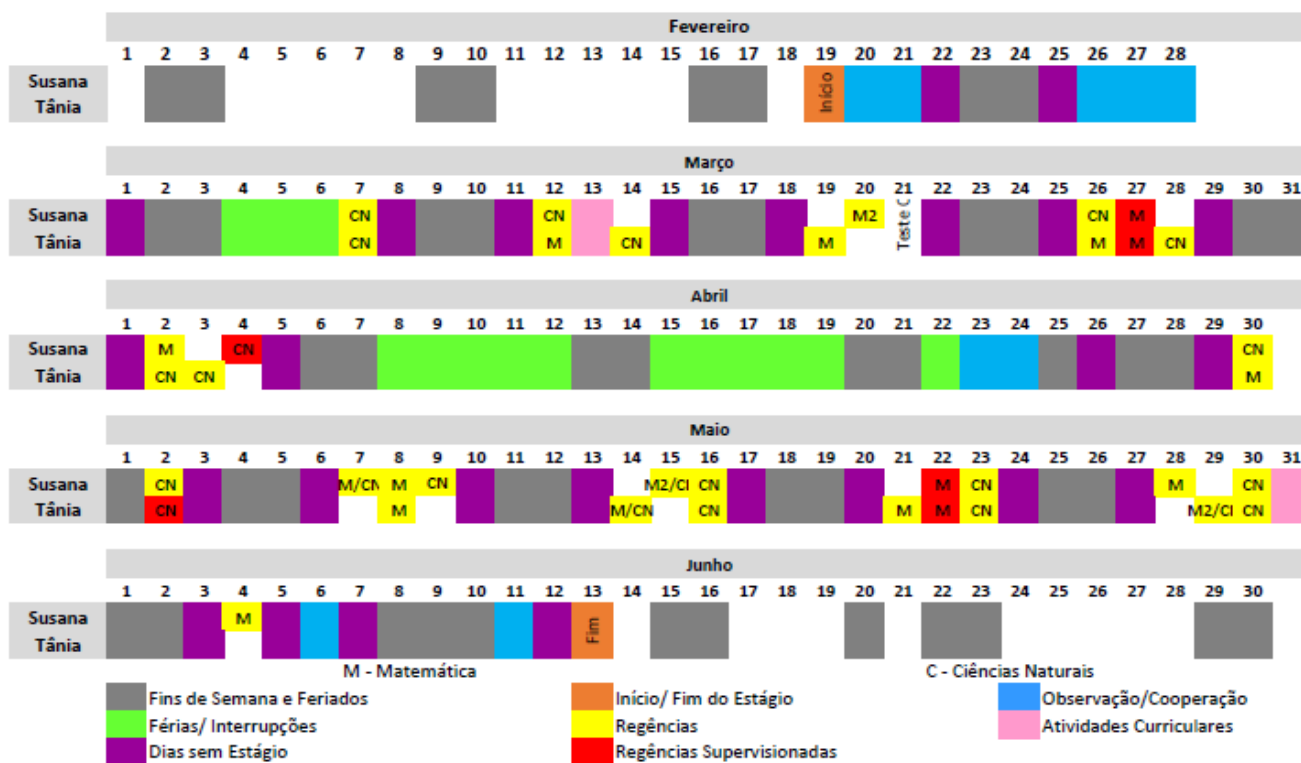 Fevereiro
1 2 3 4 5 6 7 8 9 10 11 12 13 14 15 16 17 18 19 20 21 22 23 24 25 26 27 28
Susana
Início
Tânia
Março
1 2 3 4 5 6 7 8 9 10 11 12 13 14 15 16 17 18 19 20 21 22 23 24 25 26 27 28 29 30 31
Susana CN CN M2 Teste C CN M
Tânia CN M CN M M M CN
Abril
1 2 3 4 5 6 7 8 9 10 11 12 13 14 15 16 17 18 19 20 21 22 23 24 25 26 27 28 29 30
Susana M CN CN
Tânia CN CN M
Maio
1 2 3 4 5 6 7 8 9 10 11 12 13 14 15 16 17 18 19 20 21 22 23 24 25 26 27 28 29 30 31
Susana CN M/CN M CN M2/CI CN M CN M CN
Tânia CN M M/CN CN M M CN M2/CI CN
Junho
1 2 3 4 5 6 7 8 9 10 11 12 13 14 15 16 17 18 19 20 21 22 23 24 25 26 27 28 29 30
Susana M Fim
Tânia
M - Matemática C - Ciências Naturais
Fins de Semana e Feriados Início/ Fim do Estágio Observação/Cooperação
Férias/ Interrupções Regências Atividades Curriculares
Dias sem Estágio Regências Supervisionadas